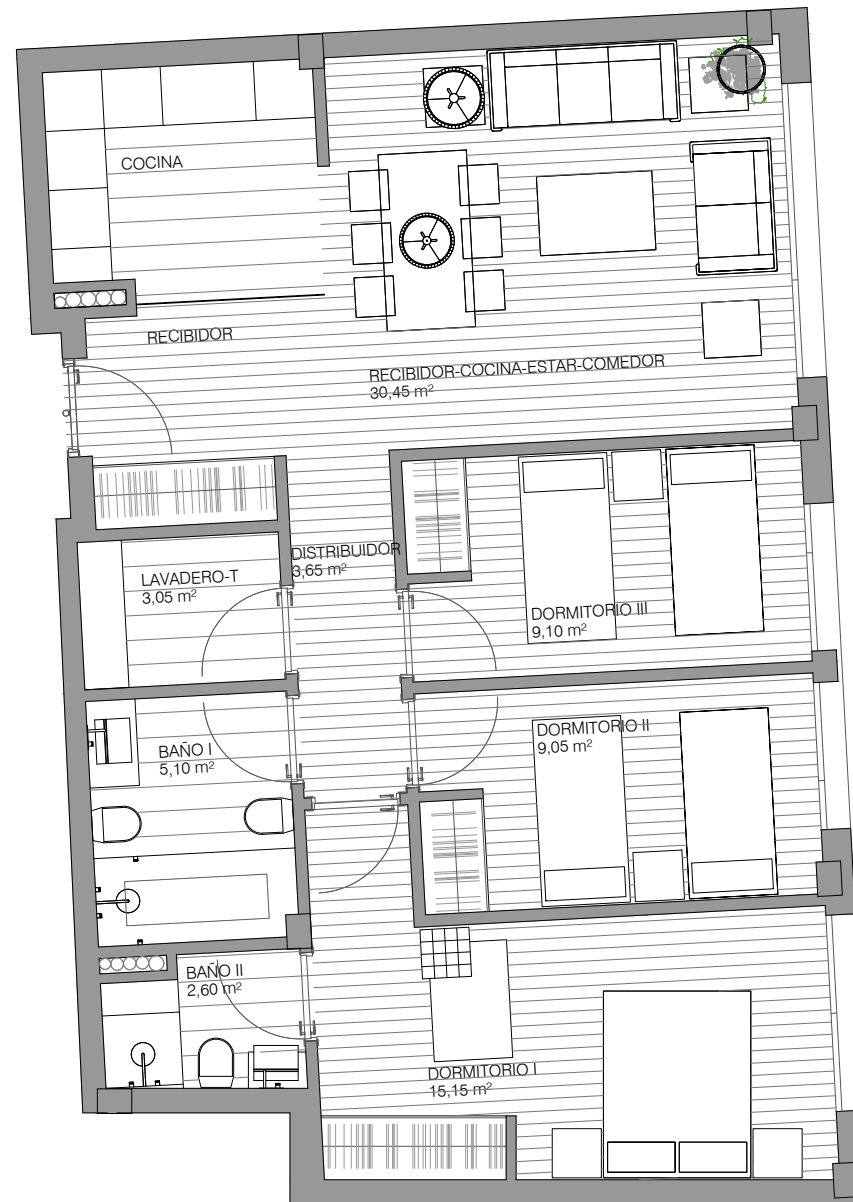 COCINA
RECIBIDOR
RECIBIDOR-COCINA-ESTAR-COMEDOR
30,45 m²
DISTRIBUIDOR
3,65 m²
LAVADERO-T
3,05 m²
DORMITORIO III
9,10 m²
DORMITORIO II
9,05 m²
BAÑO I
5,10 m²
BAÑO II
2,60 m²
DORMITORIO I
15,15 m²